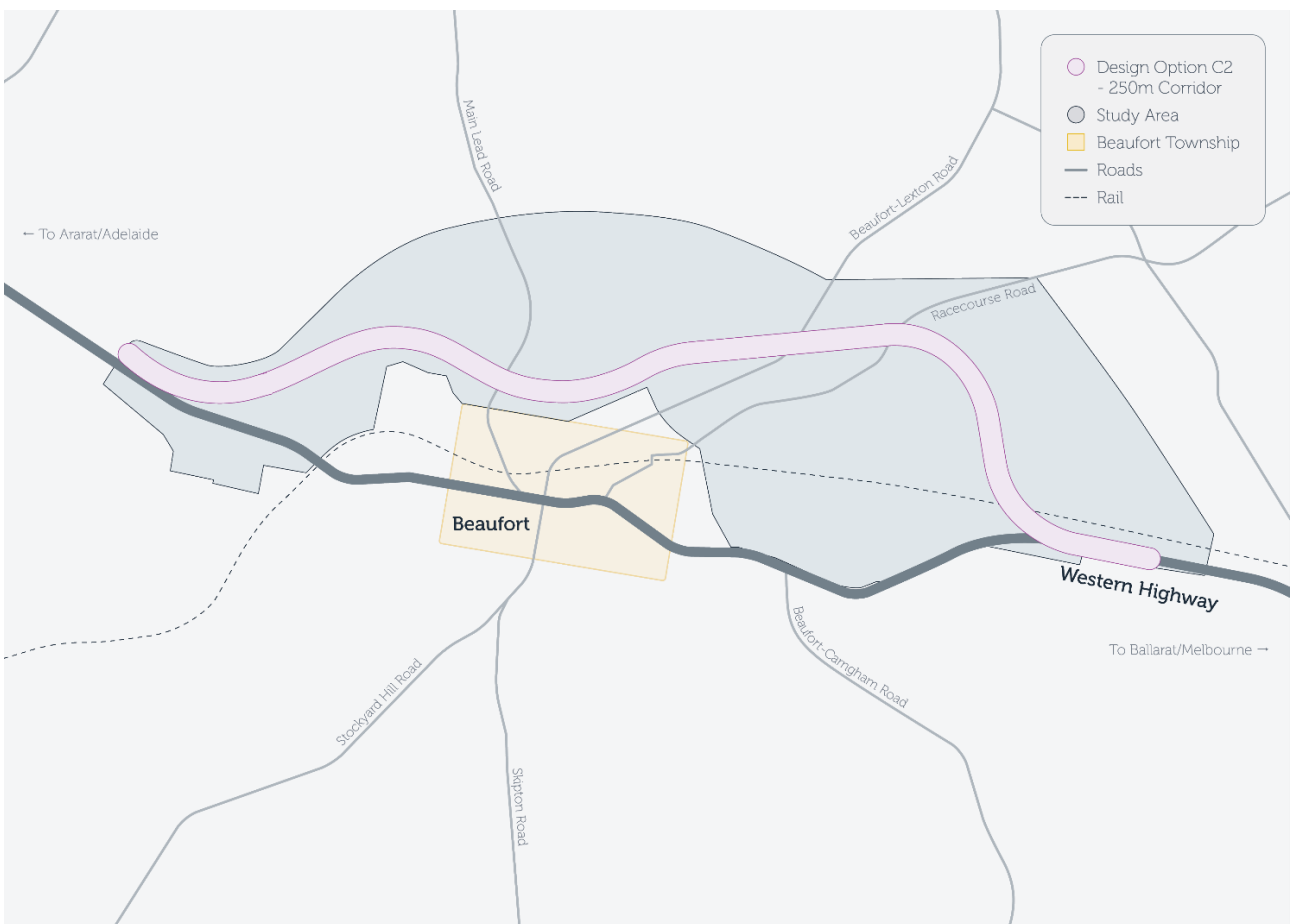 Design Option C2
- 250m Corridor
Study Area
Beaufort Township
Roads
Rail
Main Lead Road
Beaufort-Lexton Road
← To Ararat/Adelaide
Racecourse Road
Beaufort
Western Highway
To Ballarat/Melbourne →
Beaufort-Carngham Road
Stockyard Hill Road
Skipton Road